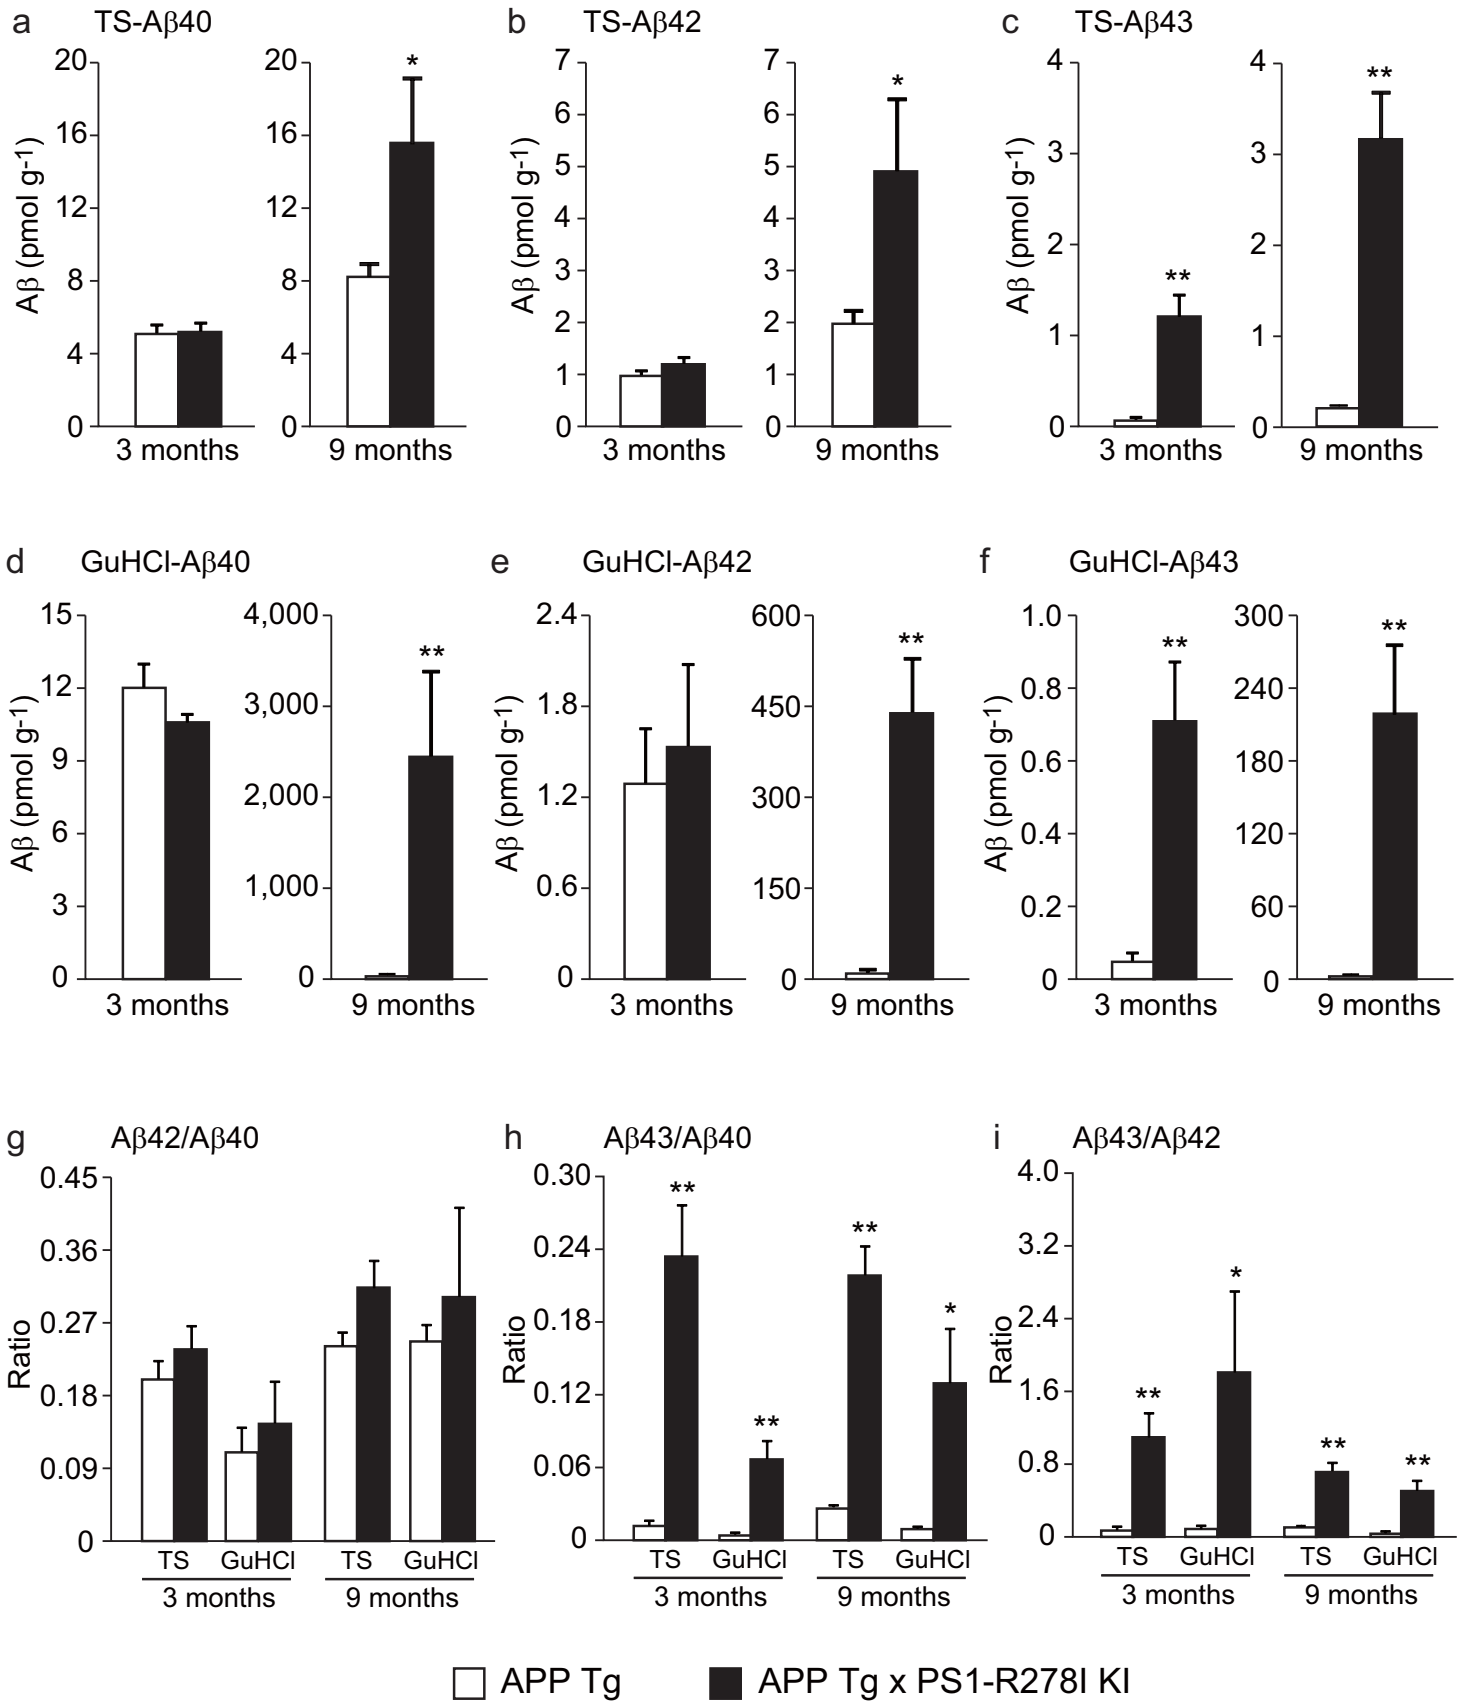 a TS-Aβ40
b TS-Aβ42
c TS-Aβ43
Aβ (pmol g-1)
20
16
12
8
4
0
3 months
20
16
12
8
4
0
*
9 months
Aβ (pmol g-1)
7
6
5
4
3
2
1
0
3 months
7
6
5
4
3
2
1
0
*
9 months
Aβ (pmol g-1)
4
3
2
1
0
**
3 months
4
3
2
1
0
**
9 months
d GuHCl-Aβ40
e GuHCl-Aβ42
f GuHCl-Aβ43
Aβ (pmol g-1)
15
12
9
6
3
0
3 months
4,000
3,000
2,000
1,000
0
**
9 months
Aβ (pmol g-1)
2.4
1.8
1.2
0.6
0
3 months
600
450
300
150
0
**
9 months
Aβ (pmol g-1)
1.0
0.8
0.6
0.4
0.2
0
**
3 months
300
240
180
120
60
0
**
9 months
g Aβ42/Aβ40
h Aβ43/Aβ40
i Aβ43/Aβ42
Ratio
0.45
0.36
0.27
0.18
0.09
0
TS GuHCl TS GuHCl
3 months 9 months
Ratio
0.30
0.24
0.18
0.12
0.06
0
** ** ** *
TS GuHCl TS GuHCl
3 months 9 months
Ratio
4.0
3.2
2.4
1.6
0.8
0
** * ** **
TS GuHCl TS GuHCl
3 months 9 months
APP Tg APP Tg x PS1-R278I KI